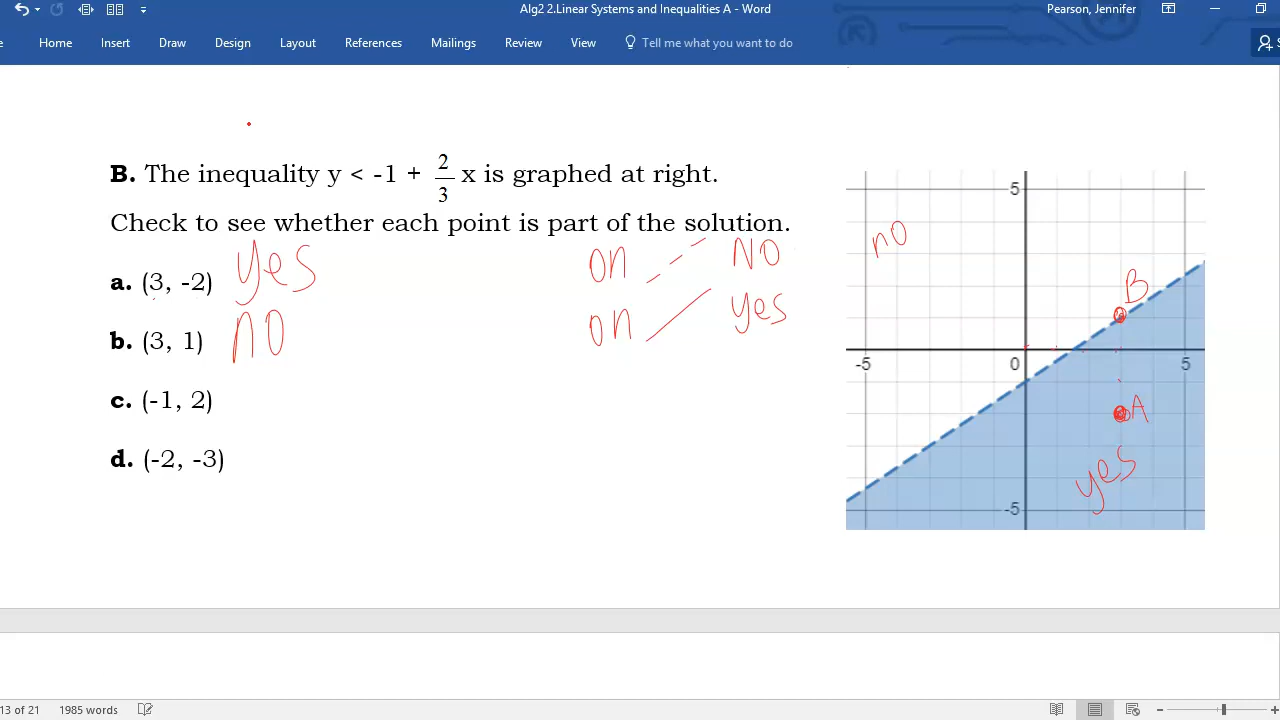 Alg2 2.Linear Systems and Inequalities A - Word
Pearson, Jennifer
Home Insert Draw Design Layout References Mailings Review View Tell me what you want to do
B. The inequality y < -1 + 2/3 x is graphed at right.
Check to see whether each point is part of the solution.
a. (3, -2) yes
b. (3, 1) no
c. (-1, 2)
d. (-2, -3)
on NO
on yes
5
no
B
-5 0 5
A
yes
-5
13 of 21 1985 words